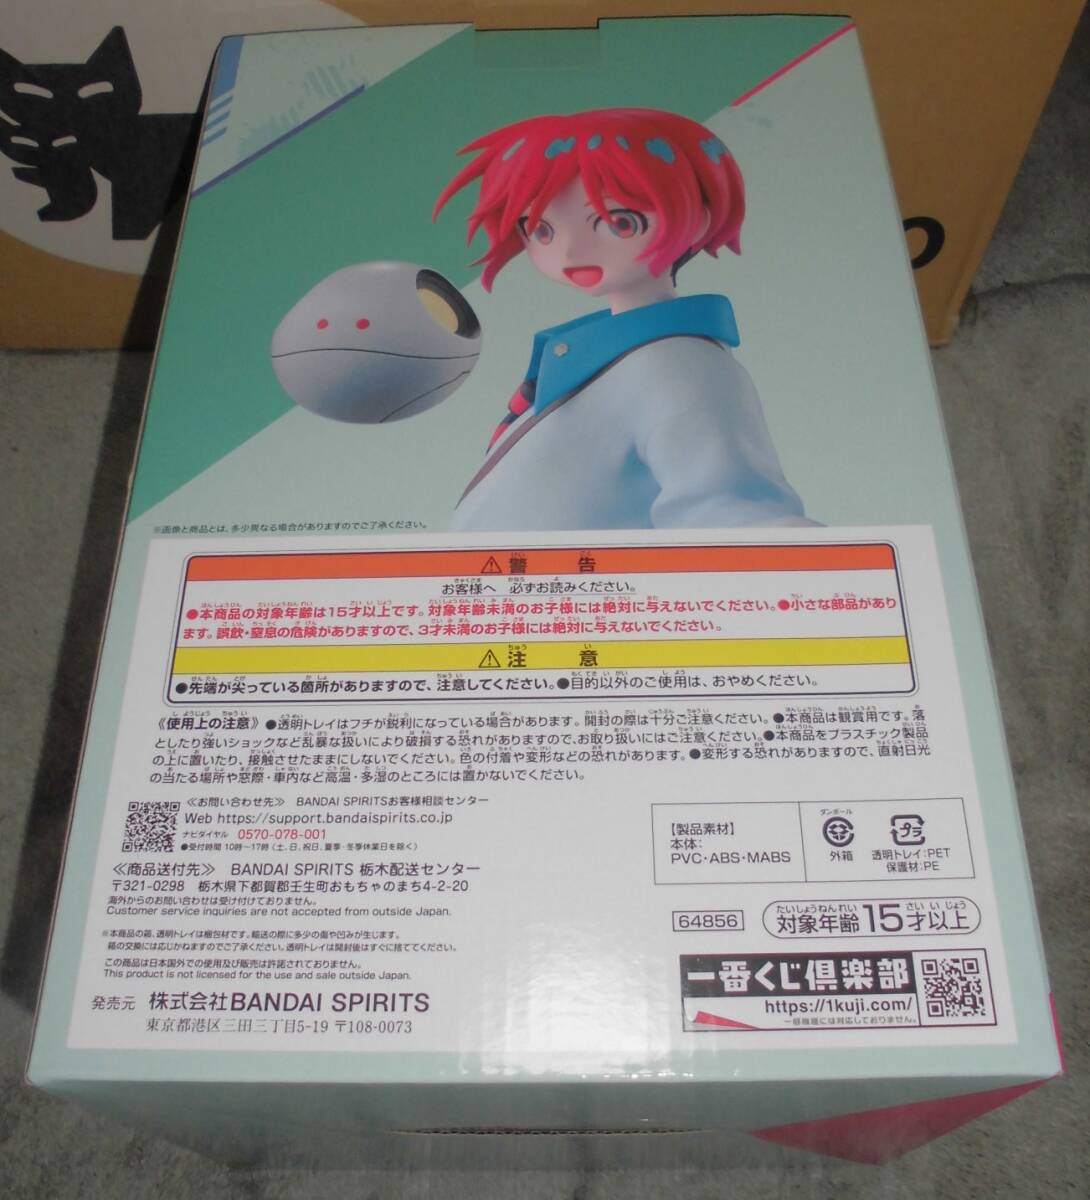 ※画像と商品とは、多少異なる場合がありますのでご了承ください。
⚠警告
お客様へ 必ずお読みください。
●本商品の対象年齢は15才以上です。対象年齢未満のお子様には絶対に与えないでください。●小さな部品があり
ます。誤飲・窒息の危険がありますので、3才未満のお子様には絶対に与えないでください。
⚠注意
●先端が尖っている箇所がありますので、注意してください。●目的以外のご使用は、おやめください。
《使用上の注意》●透明トレイはフチが鋭利になっている場合があります。開封の際は十分ご注意ください。●本商品は観賞用です。落
としたり強いショックなど乱暴な扱いにより破損する恐れがありますので、お取り扱いにはご注意ください。●本商品をプラスチック製品
の上に置いたり、接触させたままにしないでください。色の付着や変形などの恐れがあります。●変形する恐れがありますので、直射日光
の当たる場所や窓際・車内など高温・多湿のところには置かないでください。
≪お問い合わせ先≫ BANDAI SPIRITSお客様相談センター
Web https://support.bandaispirits.co.jp
ナビダイヤル 0570-078-001
●受付時間 10時〜17時(土、日、祝日、夏季・冬季休業日を除く)
≪商品送付先≫ BANDAI SPIRITS 栃木配送センター
〒321-0298 栃木県下都賀郡壬生町おもちゃのまち4-2-20
海外からのお問い合わせは受け付けておりません。
Customer service inquiries are not accepted from outside Japan.
※本商品の箱、透明トレイは梱包材です。輸送の際に多少の傷や凹みが生じます。
箱の交換には応じかねますのでご了承ください。透明トレイは開封後はすぐに捨ててください。
この商品は日本国外での使用及び販売は許諾されておりません。
This product is not licensed for the use and sale outside Japan.
発売元 株式会社BANDAI SPIRITS
東京都港区三田三丁目5-19 〒108-0073
【製品素材】
本体:
PVC・ABS・MABS
ダンボール
外箱
プラ
透明トレイ:PET
保護材:PE
64856
対象年齢15才以上
一番くじ倶楽部
https://1kuji.com/
一部機種には対応しておりません。